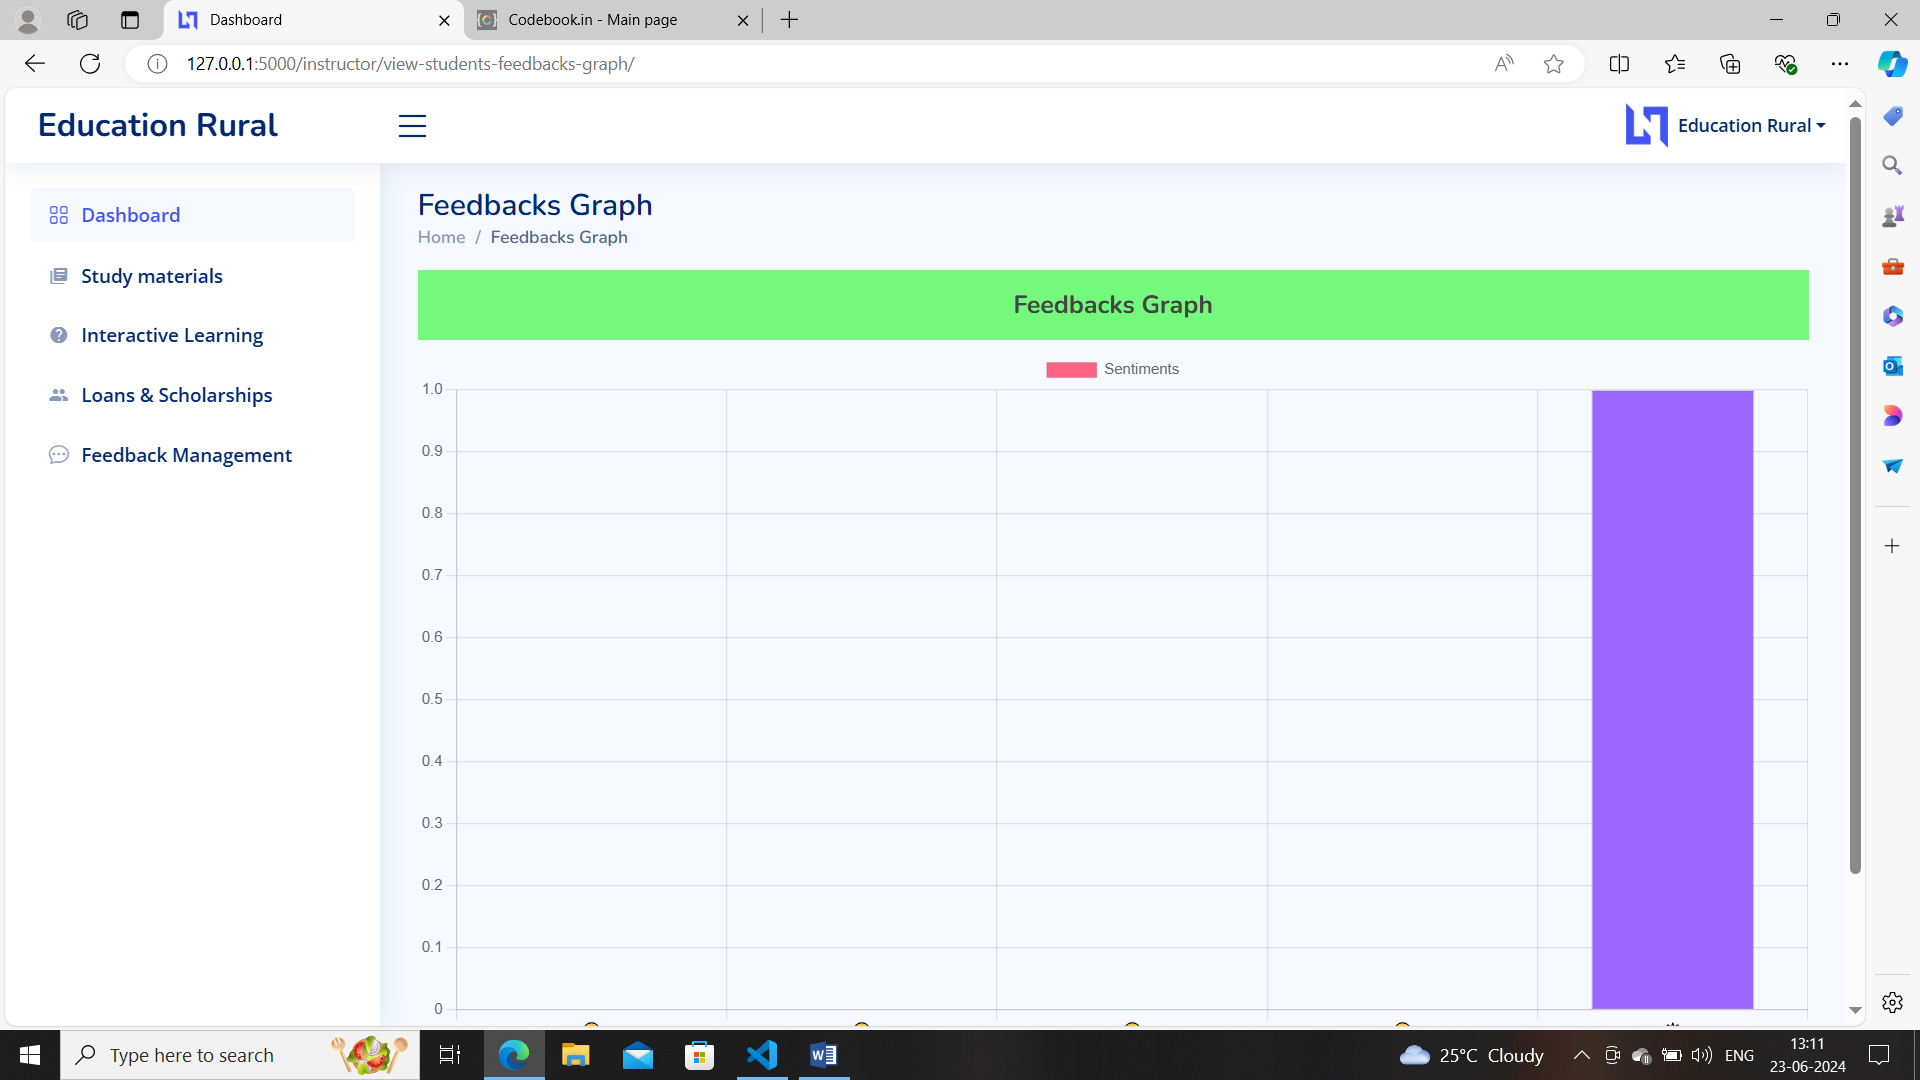 Dashboard
Codebook.in - Main page
127.0.0.1:5000/instructor/view-students-feedbacks-graph/
Education Rural
Education Rural
Dashboard
Study materials
Interactive Learning
Loans & Scholarships
Feedback Management
Feedbacks Graph
Home / Feedbacks Graph
Feedbacks Graph
Sentiments
1.0
0.9
0.8
0.7
0.6
0.5
0.4
0.3
0.2
0.1
0
Type here to search
25°C Cloudy
ENG
13:11
23-06-2024